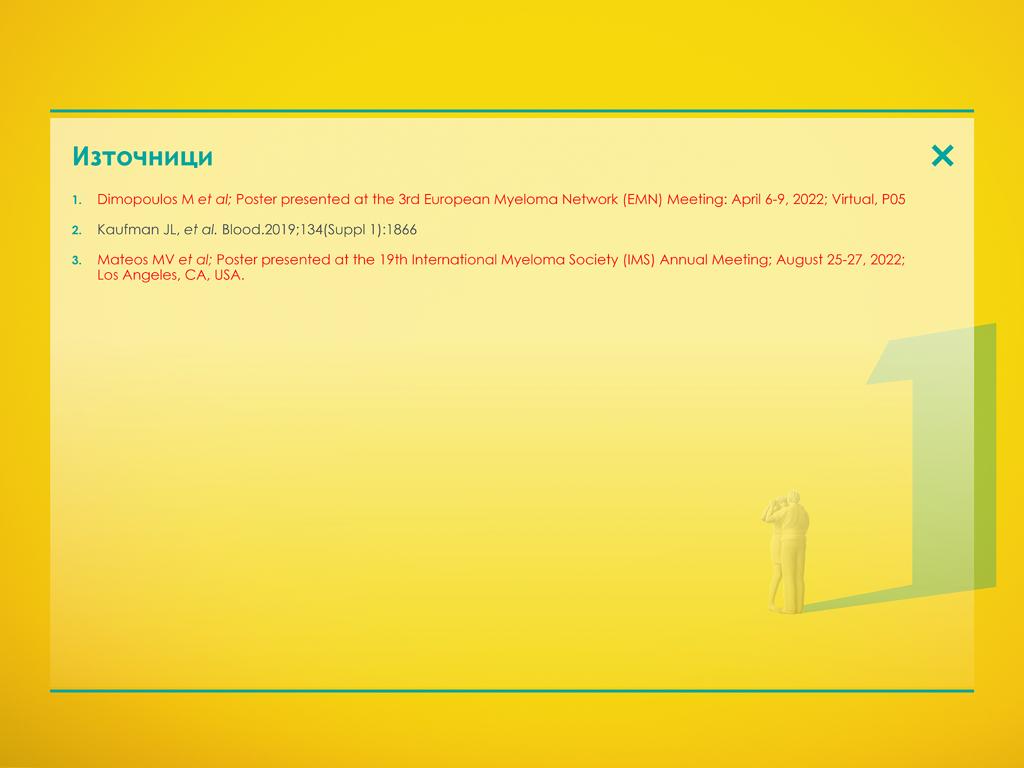 Източници
1. Dimopoulos M et al; Poster presented at the 3rd European Myeloma Network (EMN) Meeting: April 6-9, 2022; Virtual, P05
2. Kaufman JL, et al. Blood.2019;134(Suppl 1):1866
3. Mateos MV et al; Poster presented at the 19th International Myeloma Society (IMS) Annual Meeting; August 25-27, 2022;
Los Angeles, CA, USA.
1